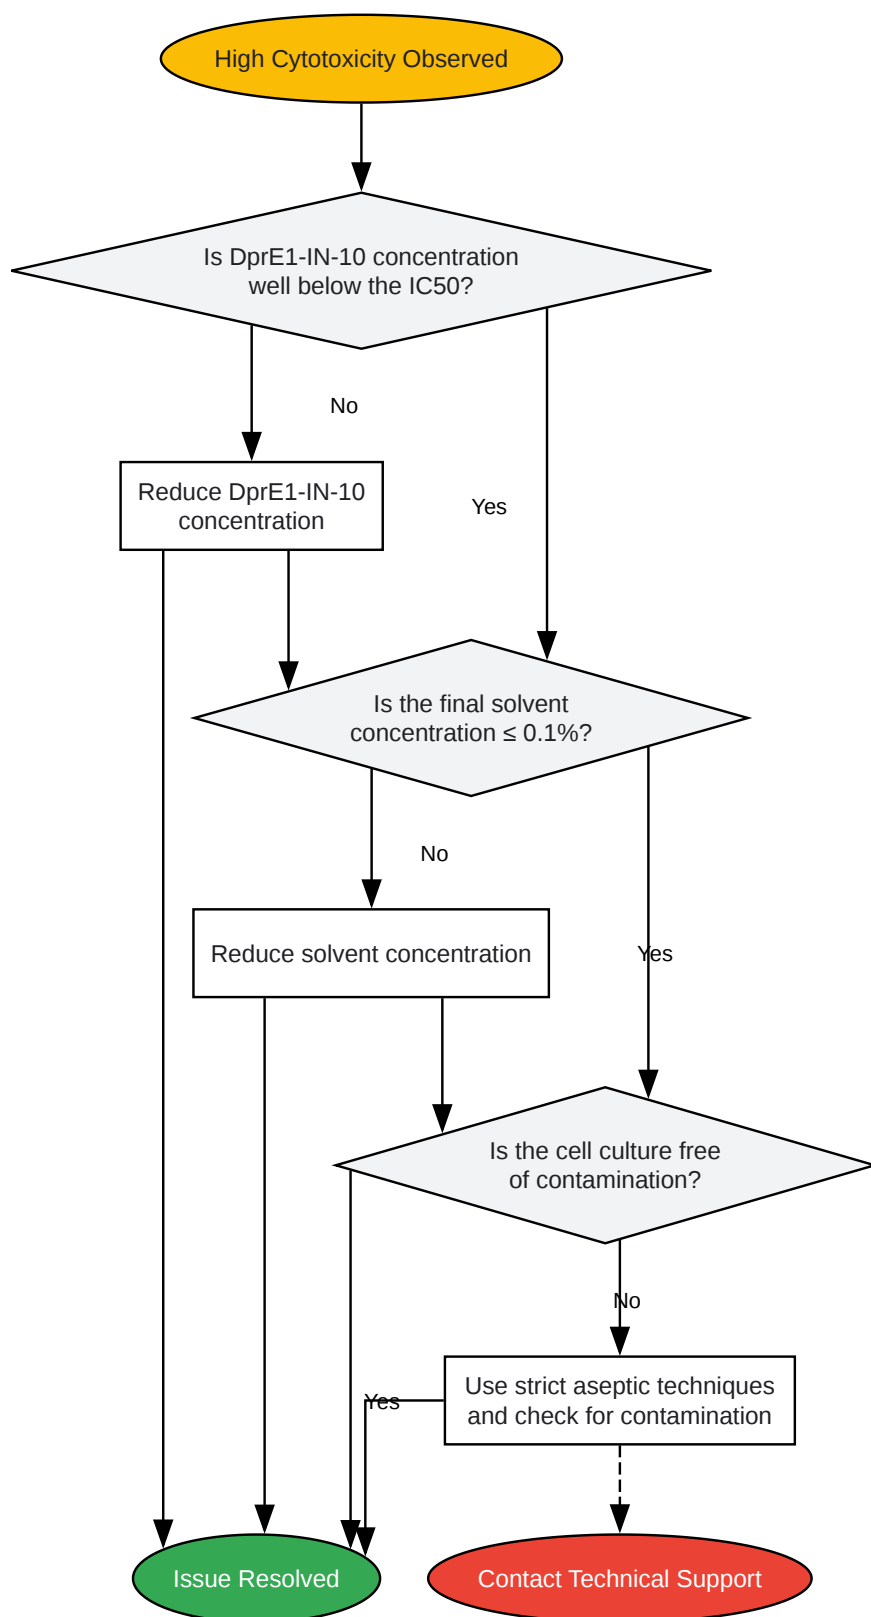 High Cytotoxicity Observed
Is DprE1-IN-10 concentration
well below the IC50?
No
Reduce DprE1-IN-10
concentration
Yes
Is the final solvent
concentration ≤ 0.1%?
No
Reduce solvent concentration
Yes
Is the cell culture free
of contamination?
No
Use strict aseptic techniques
and check for contamination
Yes
Issue Resolved
Contact Technical Support